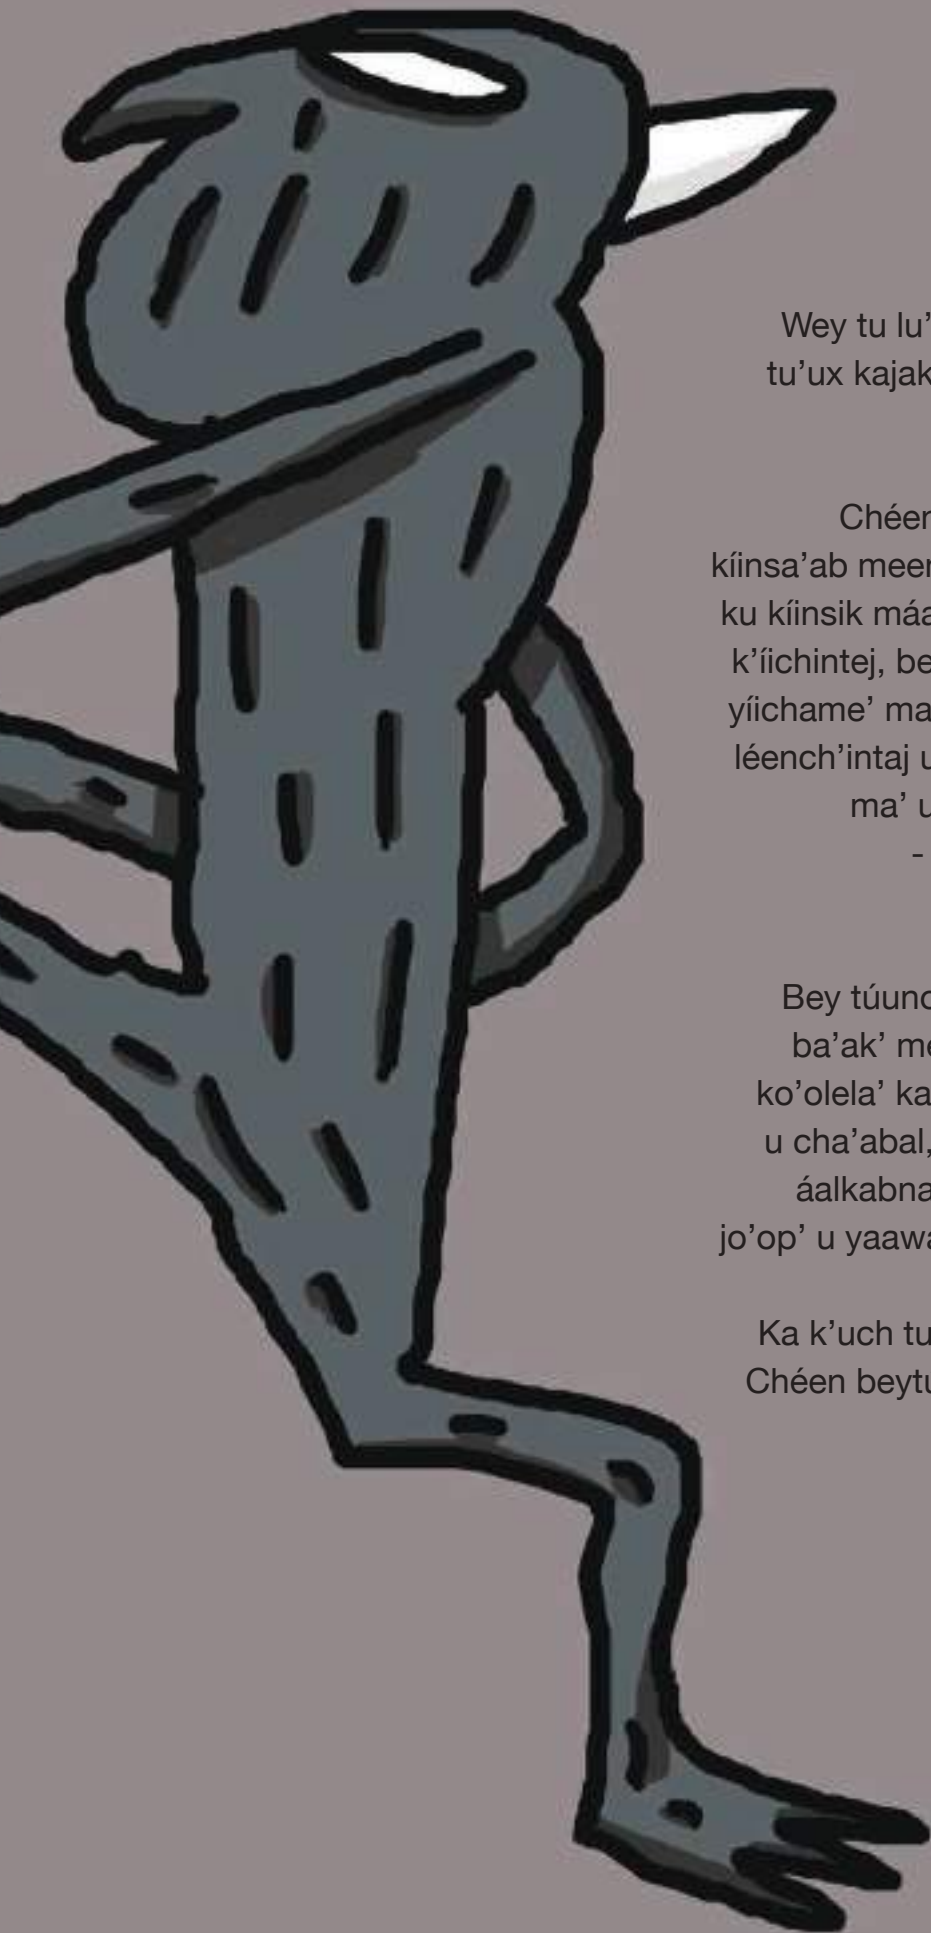 Wey tu lu’
tu’ux kajak
Chéen
kíinsa’ab meen
ku kíinsik máa
k’íichintej, be
yíichame’ ma
léench’intaj u
ma’ u
-
Bey túuno
ba’ak’ me
ko’olela’ ka
u cha’abal,
áalkabna
jo’op’ u yaawa
Ka k’uch tu
Chéen beytu